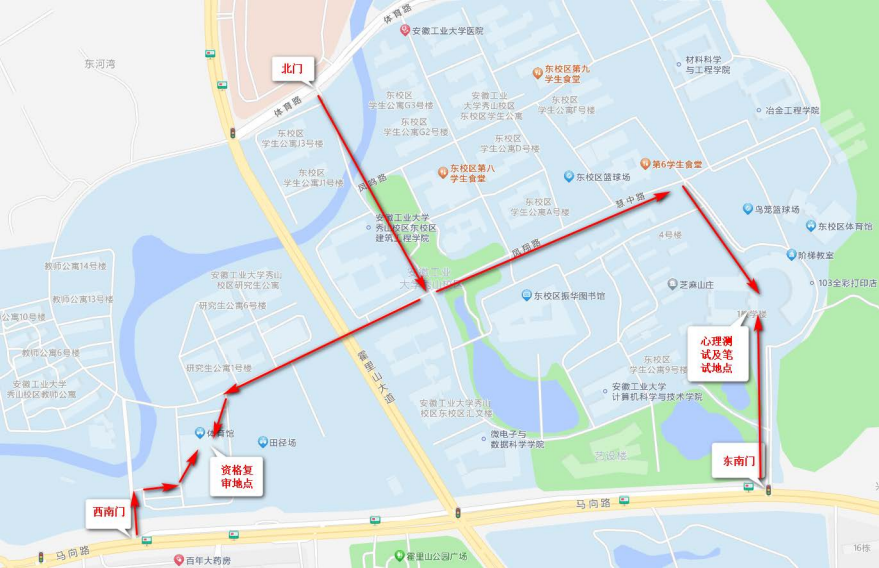 体育路
安徽工业大学医院
东河湾
北门
材料科学
与工程学院
东校区第九
学生食堂
东校区
学生公寓G3号楼
安徽工业
大学秀山校区
东校区学生公寓
东校区
学生公寓F号楼
体育路
冶金工程学院
东校区
学生公寓G2号楼
东校区
学生公寓J3号楼
东校区
学生公寓D号楼
东校区第八
学生食堂
第6学生食堂
东校区
学生公寓J1号楼
凤鸣路
东校区篮球场
慧中路
东校区
学生公寓A号楼
鸟笼篮球场
安徽工业大学
秀山校区东校区
建筑工程学院
东校区体育馆
4号楼
凤翔路
阶梯教室
教师公寓14号楼
安徽工业大学秀山
校区研究生公寓
安徽工业
芝麻山庄
103全彩打印店
教师公寓13号楼
研究生公寓6号楼
东校区振华图书馆
公寓10号楼
教师公寓6号楼
心理测
试及笔
试地点
研究生公寓1号楼
霍里山大道
东校区
学生公寓9号楼
安徽工业大学
秀山校区教师公寓
安徽工业大学
计算机科学与技术学院
安徽工业大学秀山
校区东校区汇文楼
体育馆
田径场
微电子与
数据科学学院
艺设楼
资格复
审地点
东南门
西南门
马向路
马向路
16栋
百年大药房
霍里山公园广场